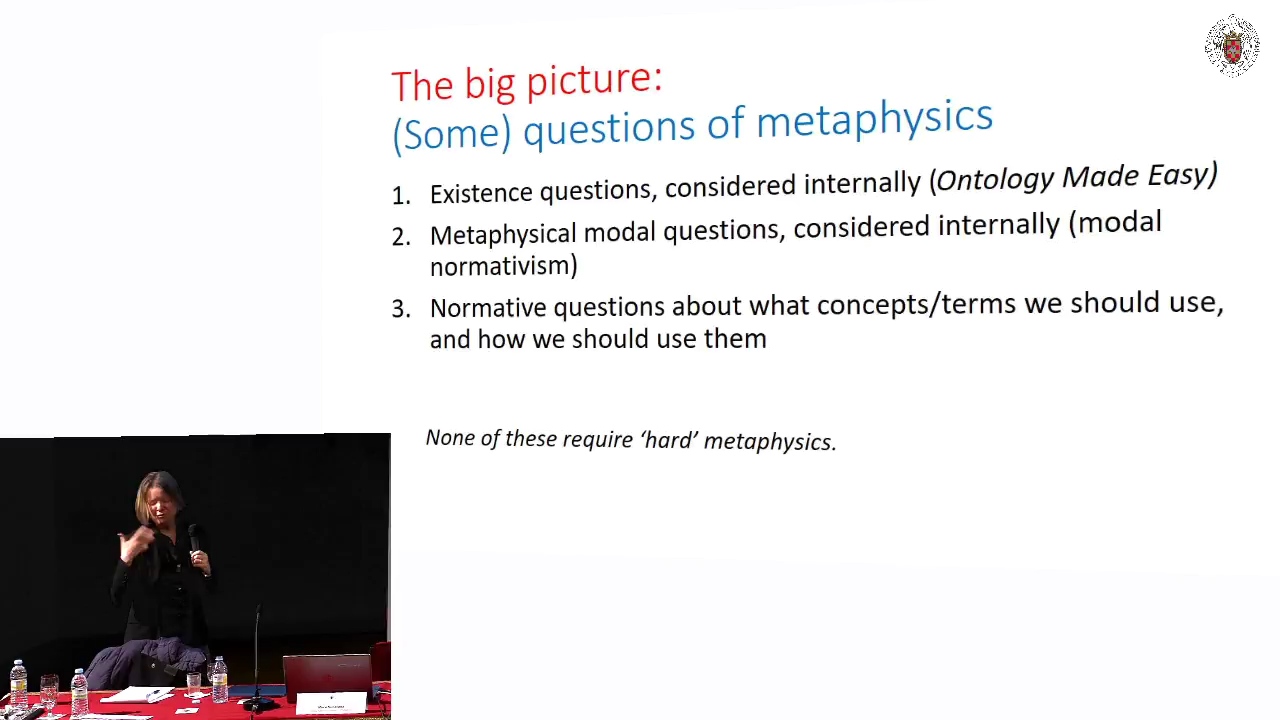 The big picture:
(Some) questions of metaphysics
1. Existence questions, considered internally (Ontology Made Easy)
2. Metaphysical modal questions, considered internally (modal
normativism)
3. Normative questions about what concepts/terms we should use,
and how we should use them
None of these require ‘hard’ metaphysics.